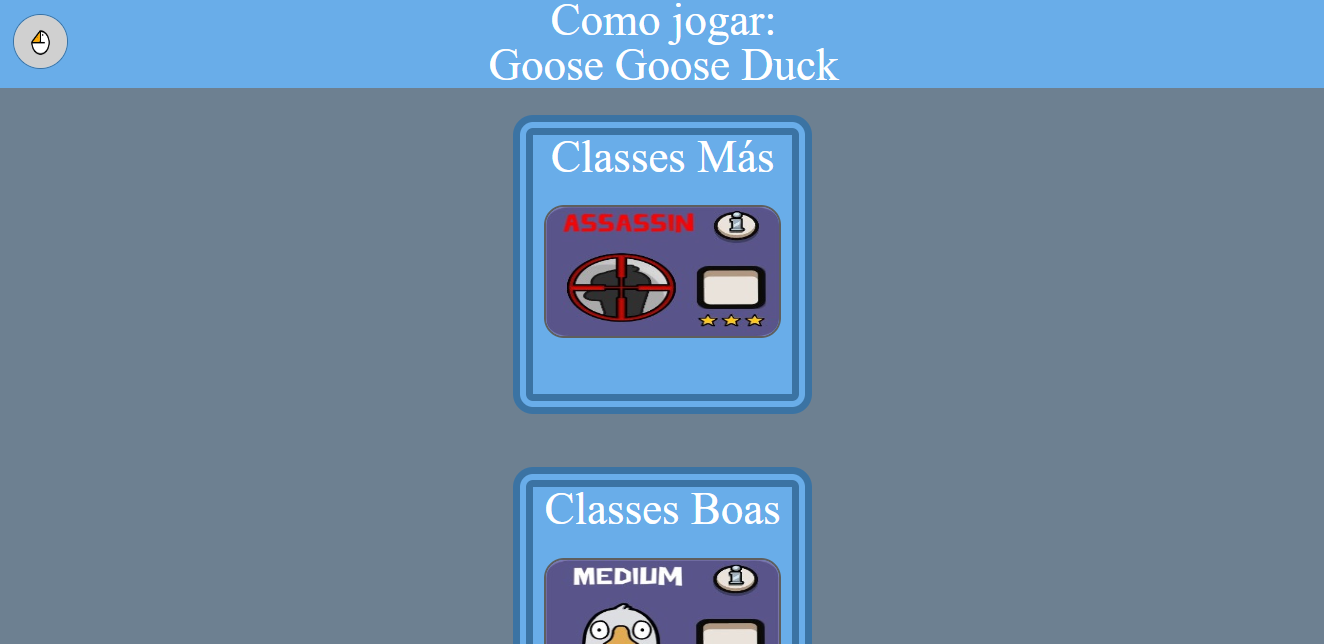 Como jogar:
Goose Goose Duck
Classes Más
ASSASSIN
Classes Boas
MEDIUM